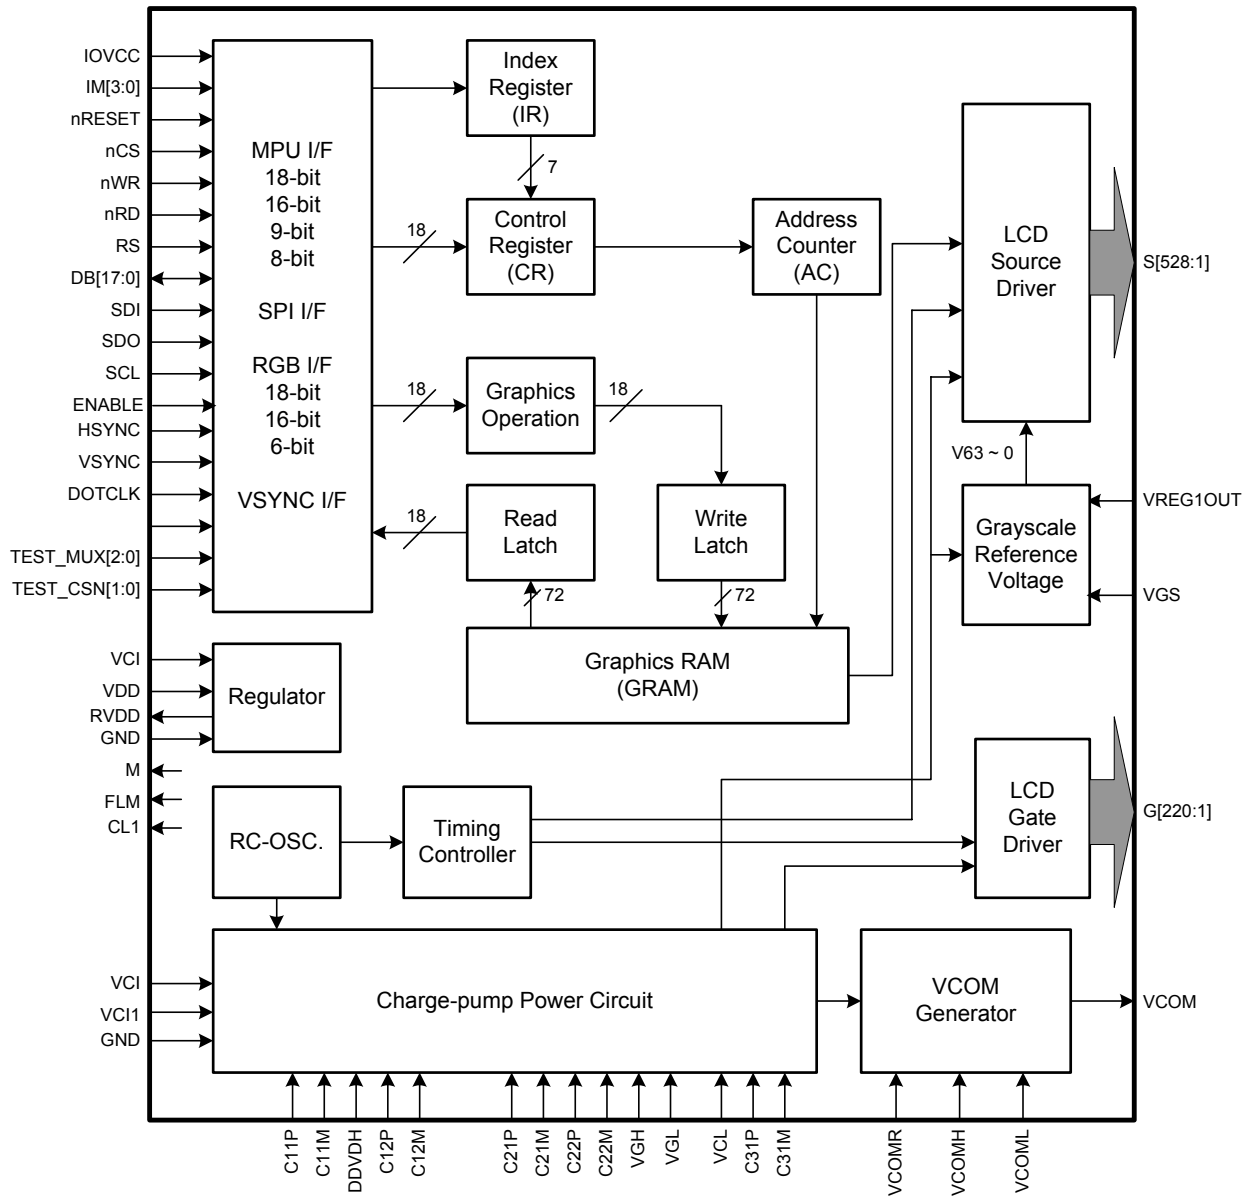 IOVCC
IM[3:0]
nRESET
nCS
nWR
nRD
RS
DB[17:0]
SDI
SDO
SCL
ENABLE
HSYNC
VSYNC
DOTCLK
TEST_MUX[2:0]
TEST_CSN[1:0]
MPU I/F
18-bit
16-bit
9-bit
8-bit
SPI I/F
RGB I/F
18-bit
16-bit
6-bit
VSYNC I/F
Index
Register
(IR)
7
18
Control
Register
(CR)
Address
Counter
(AC)
LCD
Source
Driver
S[528:1]
18
Graphics
Operation
18
V63 ~ 0
18
Read
Latch
Write
Latch
Grayscale
Reference
Voltage
VREG1OUT
VGS
72
72
Graphics RAM
(GRAM)
VCI
VDD
RVDD
GND
Regulator
M
FLM
CL1
RC-OSC.
Timing
Controller
LCD
Gate
Driver
G[220:1]
VCI
VCI1
GND
Charge-pump Power Circuit
VCOM
Generator
VCOM
C11P
C11M
DDVDH
C12P
C12M
C21P
C21M
C22P
C22M
VGH
VGL
VCL
C31P
C31M
VCOMR
VCOMH
VCOML